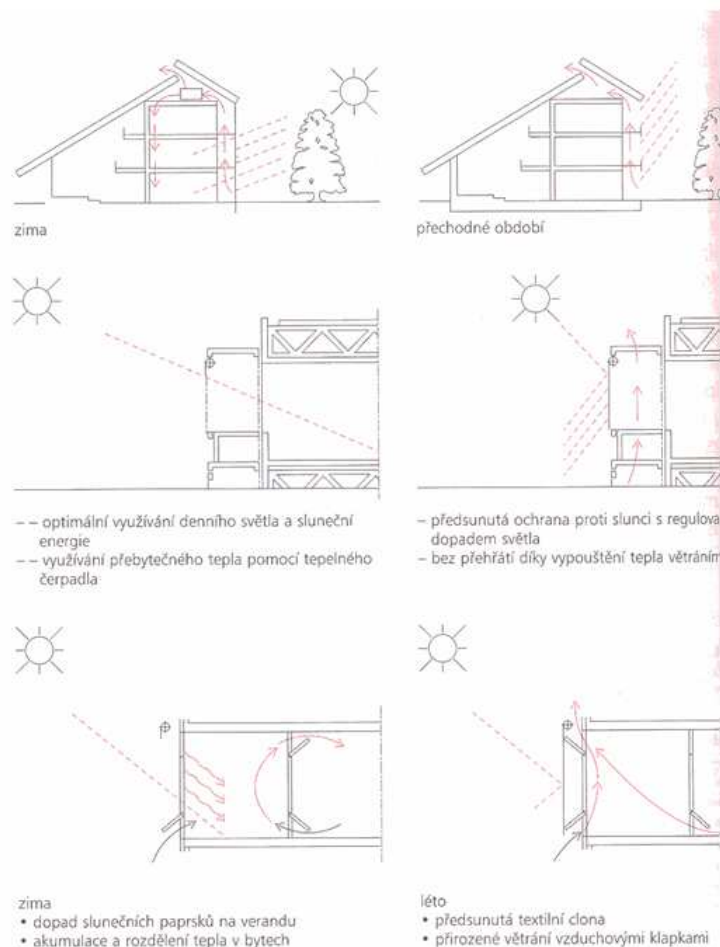 zima
přechodné období
-- optimální využívání denního světla a sluneční
energie
-- využívání přebytečného tepla pomocí tepelného
čerpadla
– předsunutá ochrana proti slunci s
dopadem světla
– bez přehřátí díky vypouštění tepla větráním
zima
• dopad slunečních paprsků na verandu
• akumulace a rozdělení tepla v bytech
léto
• předsunutá textilní clona
• přirozené větrání vzduchovými klapkami